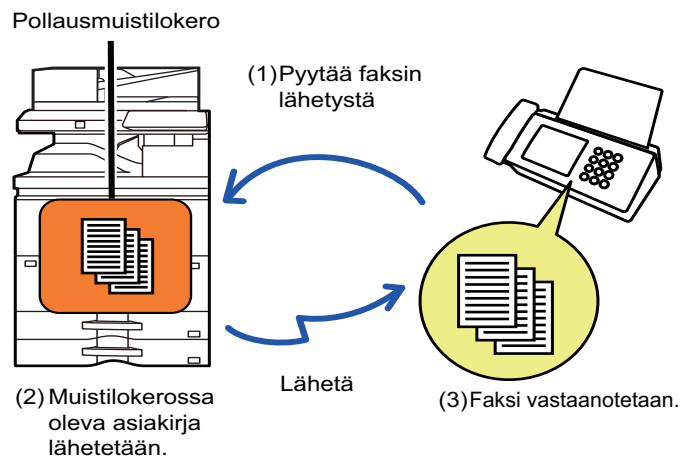 Pollausmuistilokero
(1) Pyytää faksin
lähetystä
Lähetä
(2) Muistilokerossa
oleva asiakirja
lähetetään.
(3) Faksi vastaanotetaan.